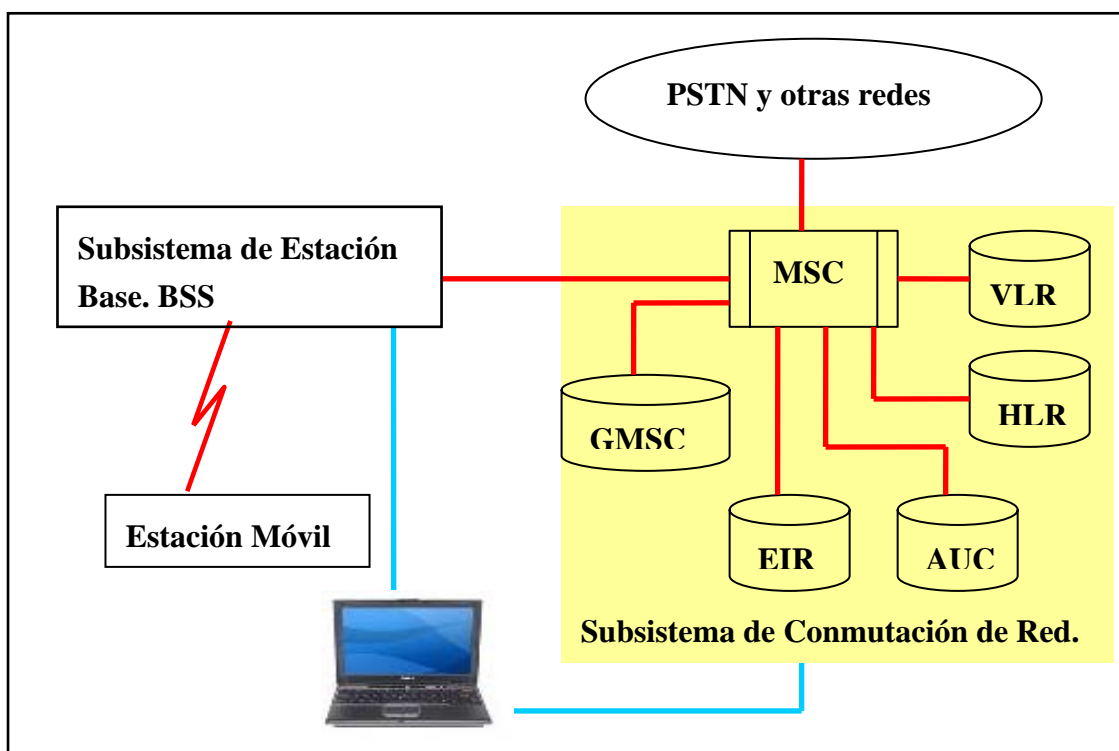 PSTN y otras redes
Subsistema de Estación
Base. BSS
MSC
VLR
HLR
GMSC
Estación Móvil
EIR
AUC
Subsistema de Conmutación de Red.